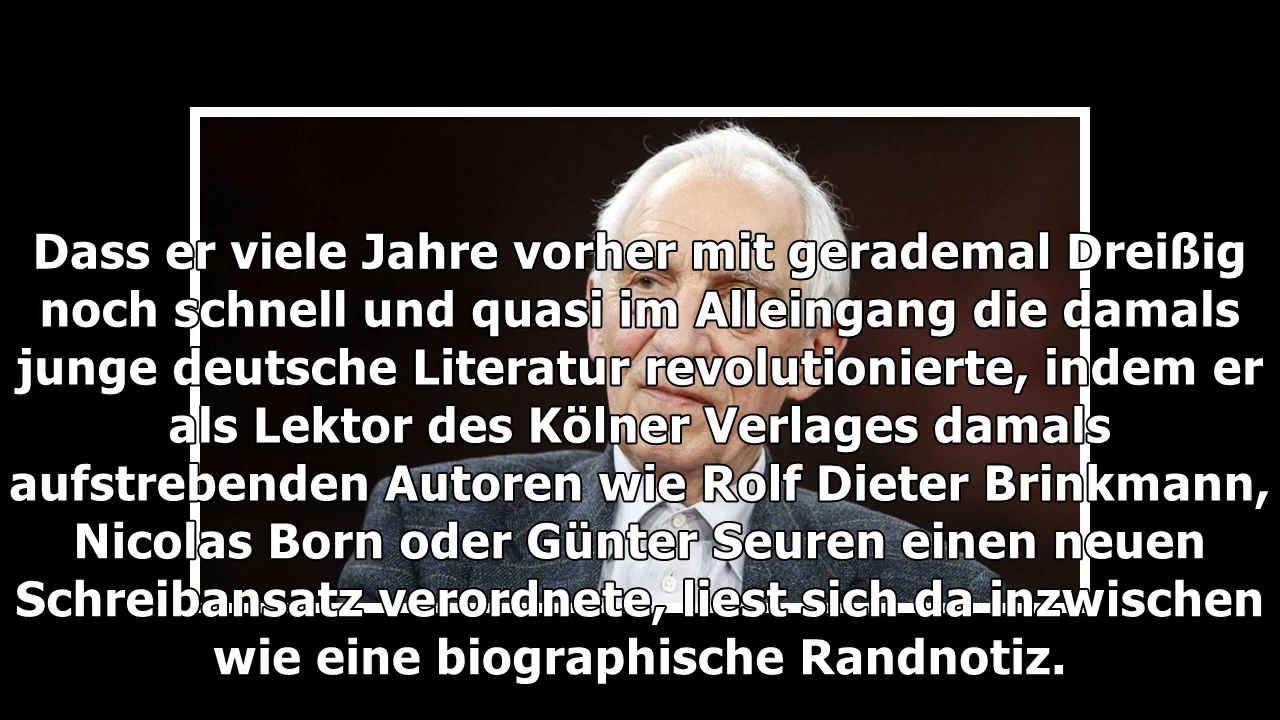 Dass er viele Jahre vorher mit gerademal Dreißig
noch schnell und quasi im Alleingang die damals
junge deutsche Literatur revolutionierte, indem er
als Lektor des Kölner Verlages damals
aufstrebenden Autoren wie Rolf Dieter Brinkmann,
Nicolas Born oder Günter Seuren einen neuen
Schreibansatz verordnete, liest sich da inzwischen
wie eine biographische Randnotiz.